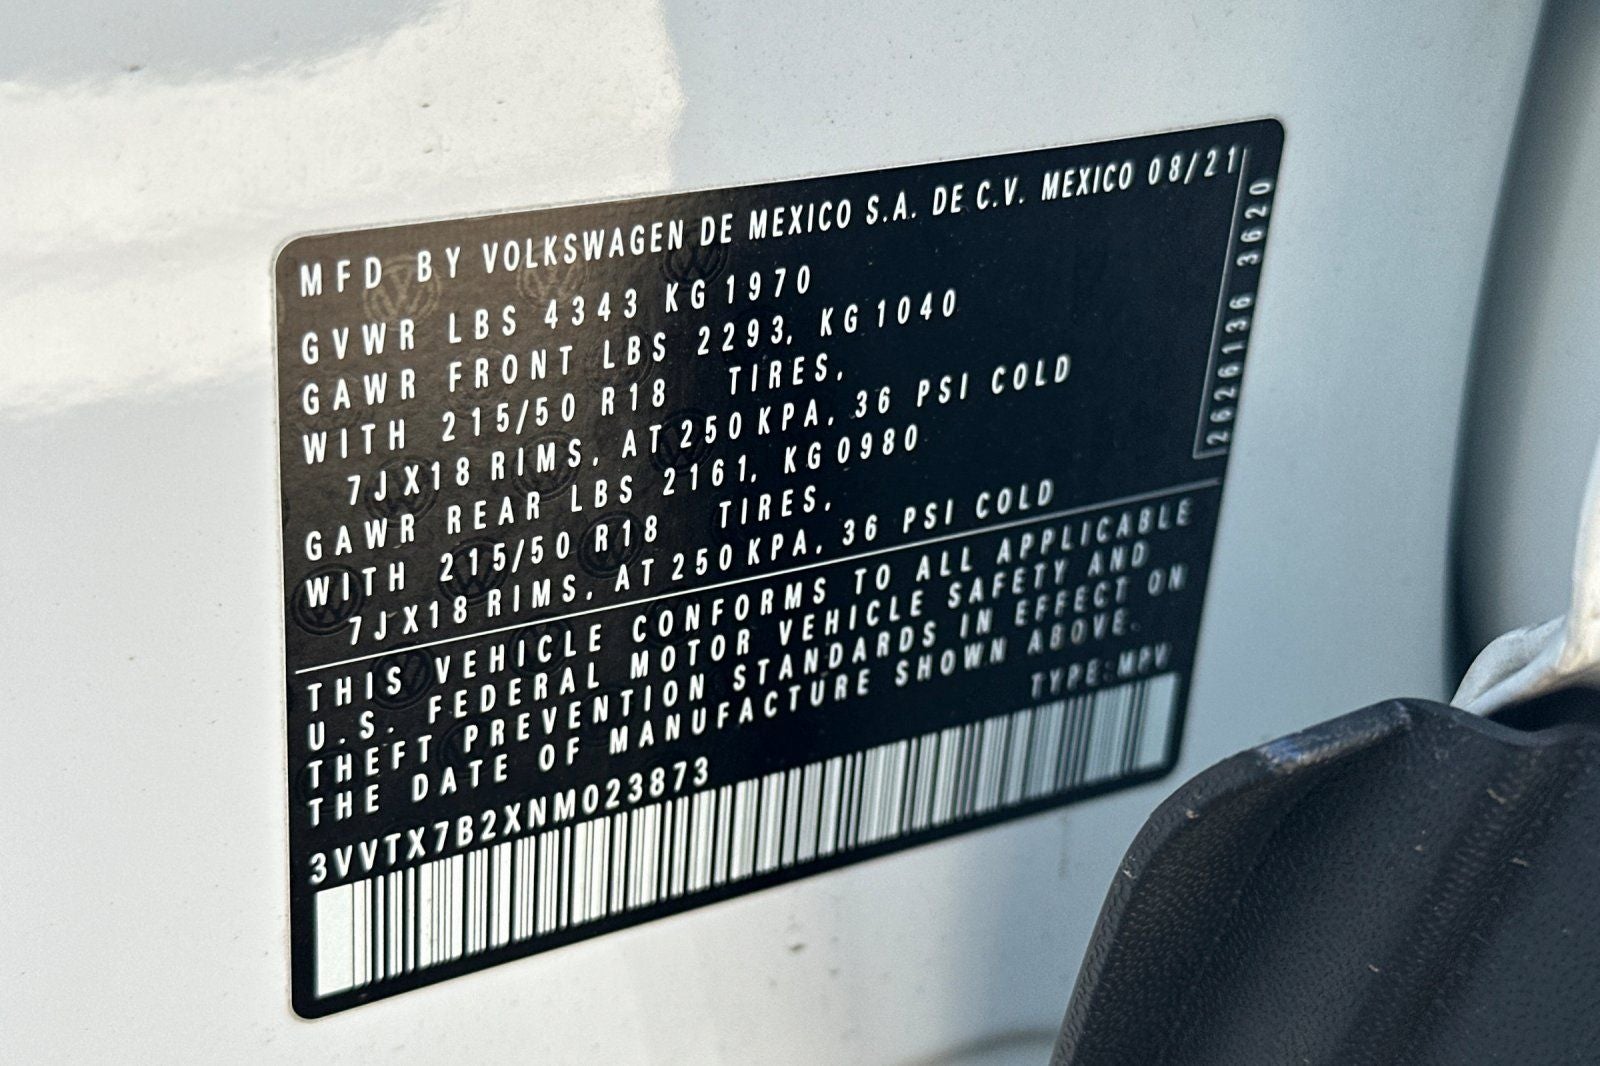 MFD BY VOLKSWAGEN DE MEXICO S.A. DE C.V. MEXICO 08/21
GVWR LBS 4343 KG 1970
GAWR FRONT LBS 2293, KG 1040
WITH 215/50 R18 TIRES,
7JX18 RIMS, AT 250 KPA, 36 PSI COLD
GAWR REAR LBS 2161, KG 0980
WITH 215/50 R18 TIRES,
7JX18 RIMS, AT 250 KPA, 36 PSI COLD
2626136 3620
THIS VEHICLE CONFORMS TO ALL APPLICABLE
U.S. FEDERAL MOTOR VEHICLE SAFETY AND
THEFT PREVENTION STANDARDS IN EFFECT ON
THE DATE OF MANUFACTURE SHOWN ABOVE.
TYPE: MPV
3VVTX7B2XNM023873